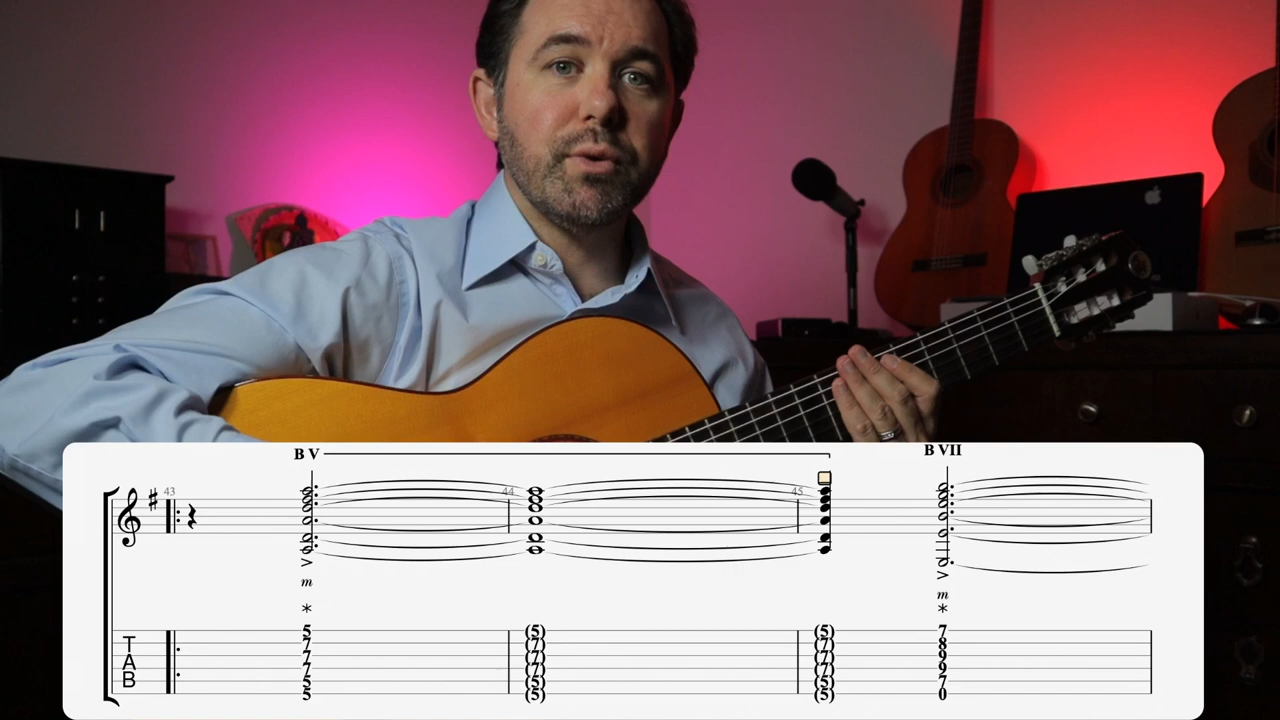 B V
B VII
43
44
45
m
m
*
*
T
A
B
5 (5) (5) 7
7 (7) (7) 8
7 (7) (7) 9
7 (7) (7) 9
5 (5) (5) 7
5 (5) (5) 0